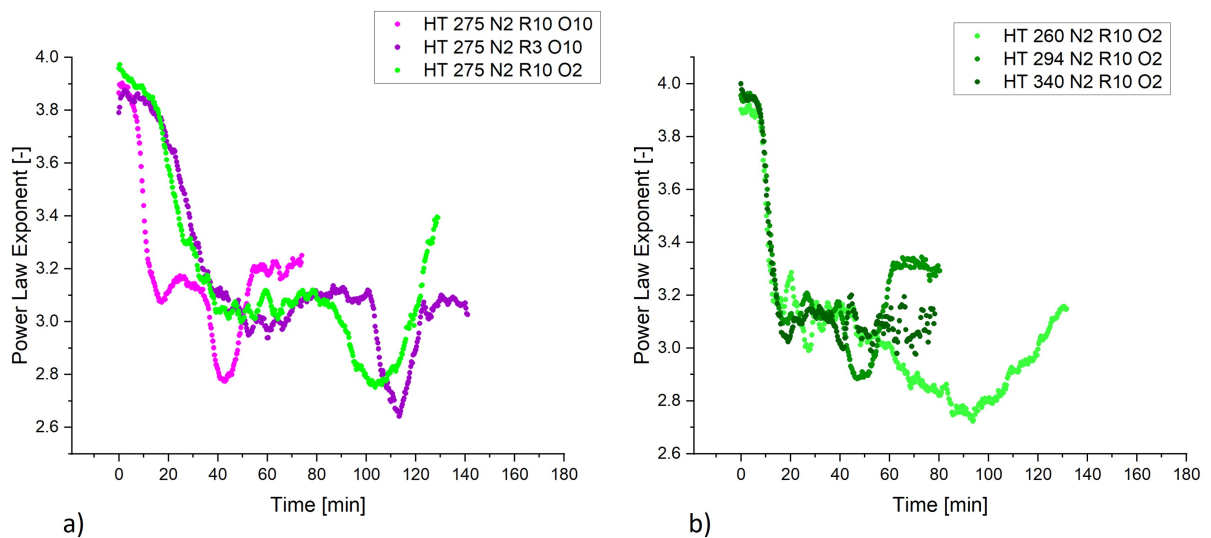 HT 275 N2 R10 O10
HT 275 N2 R3 O10
HT 275 N2 R10 O2
4.0
3.8
3.6
3.4
3.2
3.0
2.8
2.6
Power Law Exponent [-]
0 20 40 60 80 100 120 140 160 180
Time [min]
a)
HT 260 N2 R10 O2
HT 294 N2 R10 O2
HT 340 N2 R10 O2
4.0
3.8
3.6
3.4
3.2
3.0
2.8
2.6
Power Law Exponent [-]
0 20 40 60 80 100 120 140 160 180
Time [min]
b)